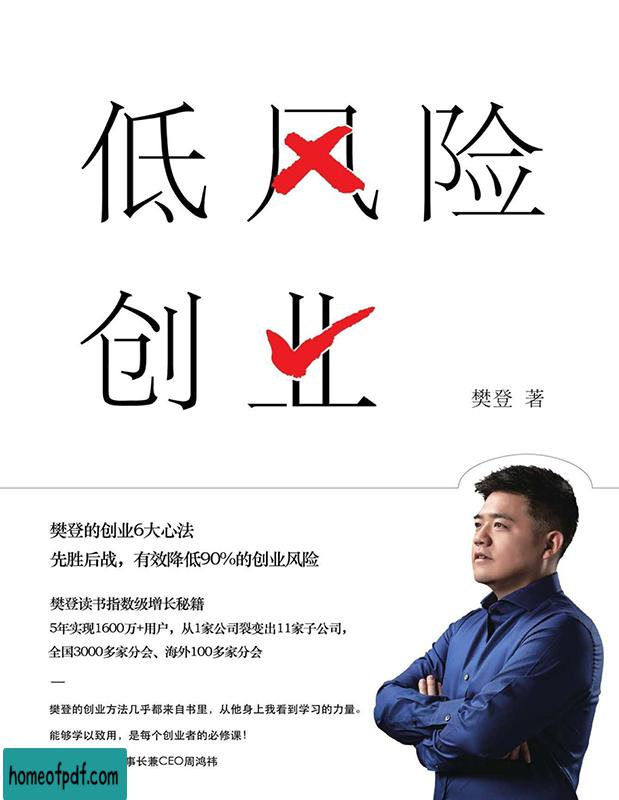 低风险
创业
樊登 著
樊登的创业6大心法
先胜后战，有效降低90%的创业风险
樊登读书指数级增长秘籍
5年实现1600万+用户，从1家公司裂变出11家子公司，
全国3000多家分会、海外100多家分会
—
樊登的创业方法几乎都来自书里，从他身上我看到学习的力量。
能够学以致用，是每个创业者的必修课！
事长兼CEO周鸿祎
homeofpdf.com